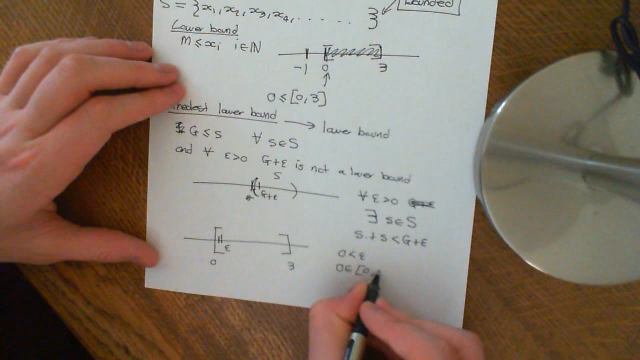 S = {x₁, x₂, x₃, x₄, . . . . . . }
bounded
Lower bound
m ≤ xᵢ i ∈ ℕ
-1 0 3
0 ≤ [0, 3]
Greatest lower bound → lower bound
G ≤ s ∀ s ∈ S
and ∀ ε>0 G+ε is not a lower bound
S
G+ε
∀ ε>0
∃ s ∈ S
s.t s < G+ε
ε
0 3
0 < ε
0 ∈ [0,